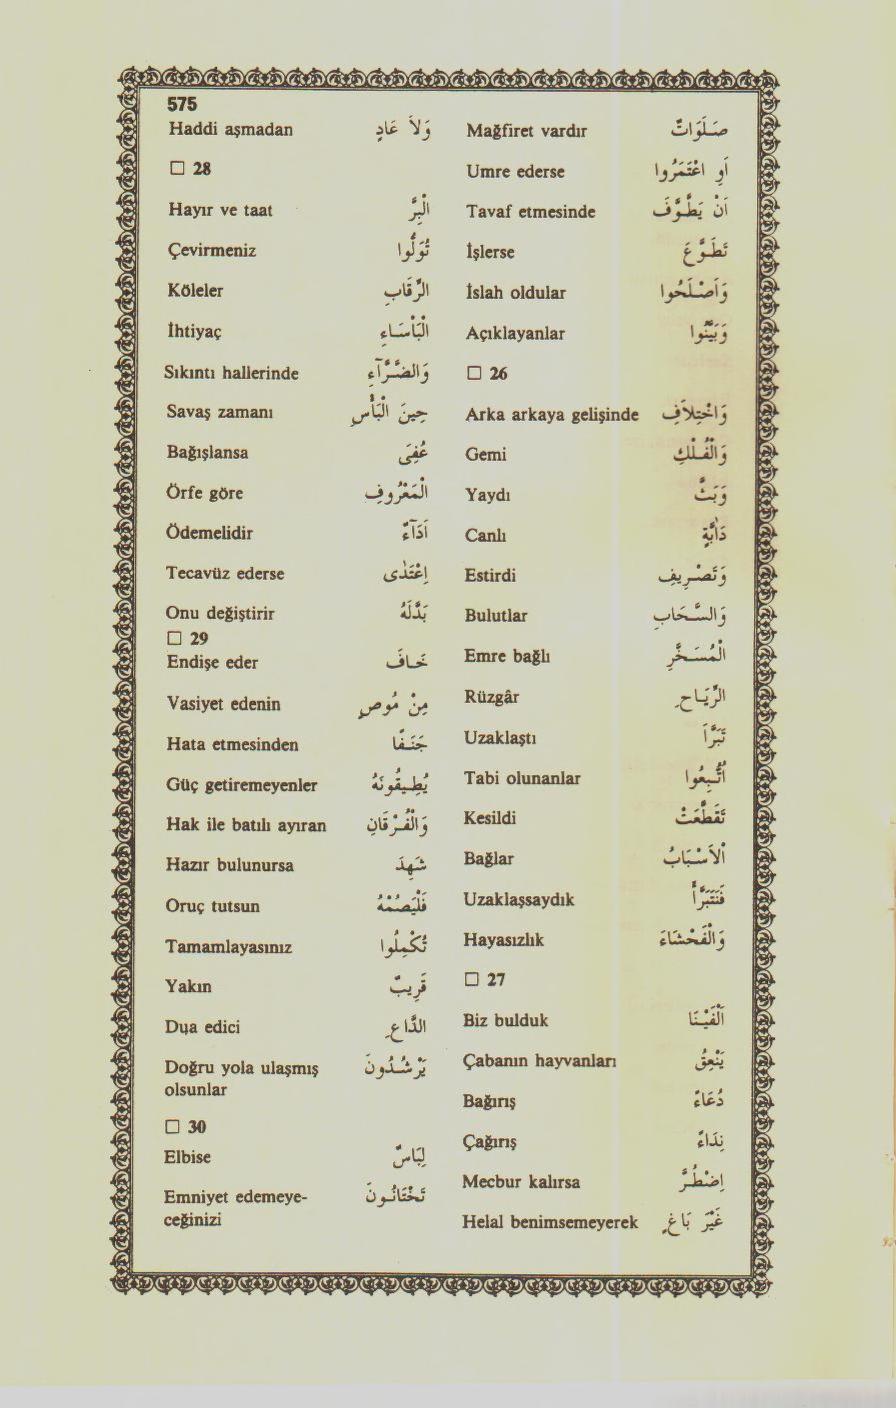 575
Mağfiret vardır صَلَوَاتٌ
Umre ederse أَوِ اعْتَمَرُوا
Tavaf etmesinde اَنْ يَطَّوَّفَ
İşlerse تَطَوَّعَ
İslah oldular وَاَصْلَحُوا
Açıklayanlar وَبَيَّنُوا
□ 26
Arka arkaya gelişinde وَاخْتِلاَفِ
Gemi وَالْفُلْكِ
Yaydı وَبَثَّ
Canlı دَابَّةٍ
Estirdi وَتَصْرِيفِ
Bulutlar وَالسَّحَابِ
Emre bağlı الْمُسَخَّرِ
Rüzgâr الرِّيَاحِ
Uzaklaştı تَبَرَّاَ
Tabi olunanlar اتُّبِعُوا
Kesildi تَقَطَّعَتْ
Bağlar اْلاَسْبَابُ
Uzaklaşsaydık فَنَتَبَرَّاَ
Hayasızlık وَالْفَحْشَاءِ
□ 27
Biz bulduk اَلْفَيْنَا
Çabanın hayvanları يَنْعِقُ
Bağırış دُعَاءً
Çağırış نِدَاءً
Mecbur kalırsa اِضْطُرَّ
Helal benimsemeyerek غَيْرَ بَاغٍ
Haddi aşmadan وَلاَ عَادٍ
□ 28
Hayır ve taat الْبِرَّ
Çevirmeniz تُوَلُّوا
Köleler الرِّقَابِ
İhtiyaç الْبَأْسَاءِ
Sıkıntı hallerinde وَالضَّرَّآءِ
Savaş zamanı حِينَ الْبَأْسِ
Bağışlansa عُفِىَ
Örfe göre الْمَعْرُوفِ
Ödemelidir اَدَآءٌ
Tecavüz ederse اِعْتَدٰى
Onu değiştirir بَدَّلَهُ
□ 29
Endişe eder خَافَ
Vasiyet edenin مِنْ مُوصٍ
Hata etmesinden جَنَفًا
Güç getiremeyenler يُطِيقُونَهُ
Hak ile batılı ayıran وَالْفُرْقَانِ
Hazır bulunursa شَهِدَ
Oruç tutsun فَلْيَصُمْهُ
Tamamlayasınız تُكْمِلُوا
Yakın قَرِيبٌ
Dua edici الدَّاعِ
Doğru yola ulaşmış يَرْشُدُونَ
olsunlar
□ 30
Elbise لِبَاسٌ
Emniyet edemeye- تَخْتَانُونَ
ceğinizi